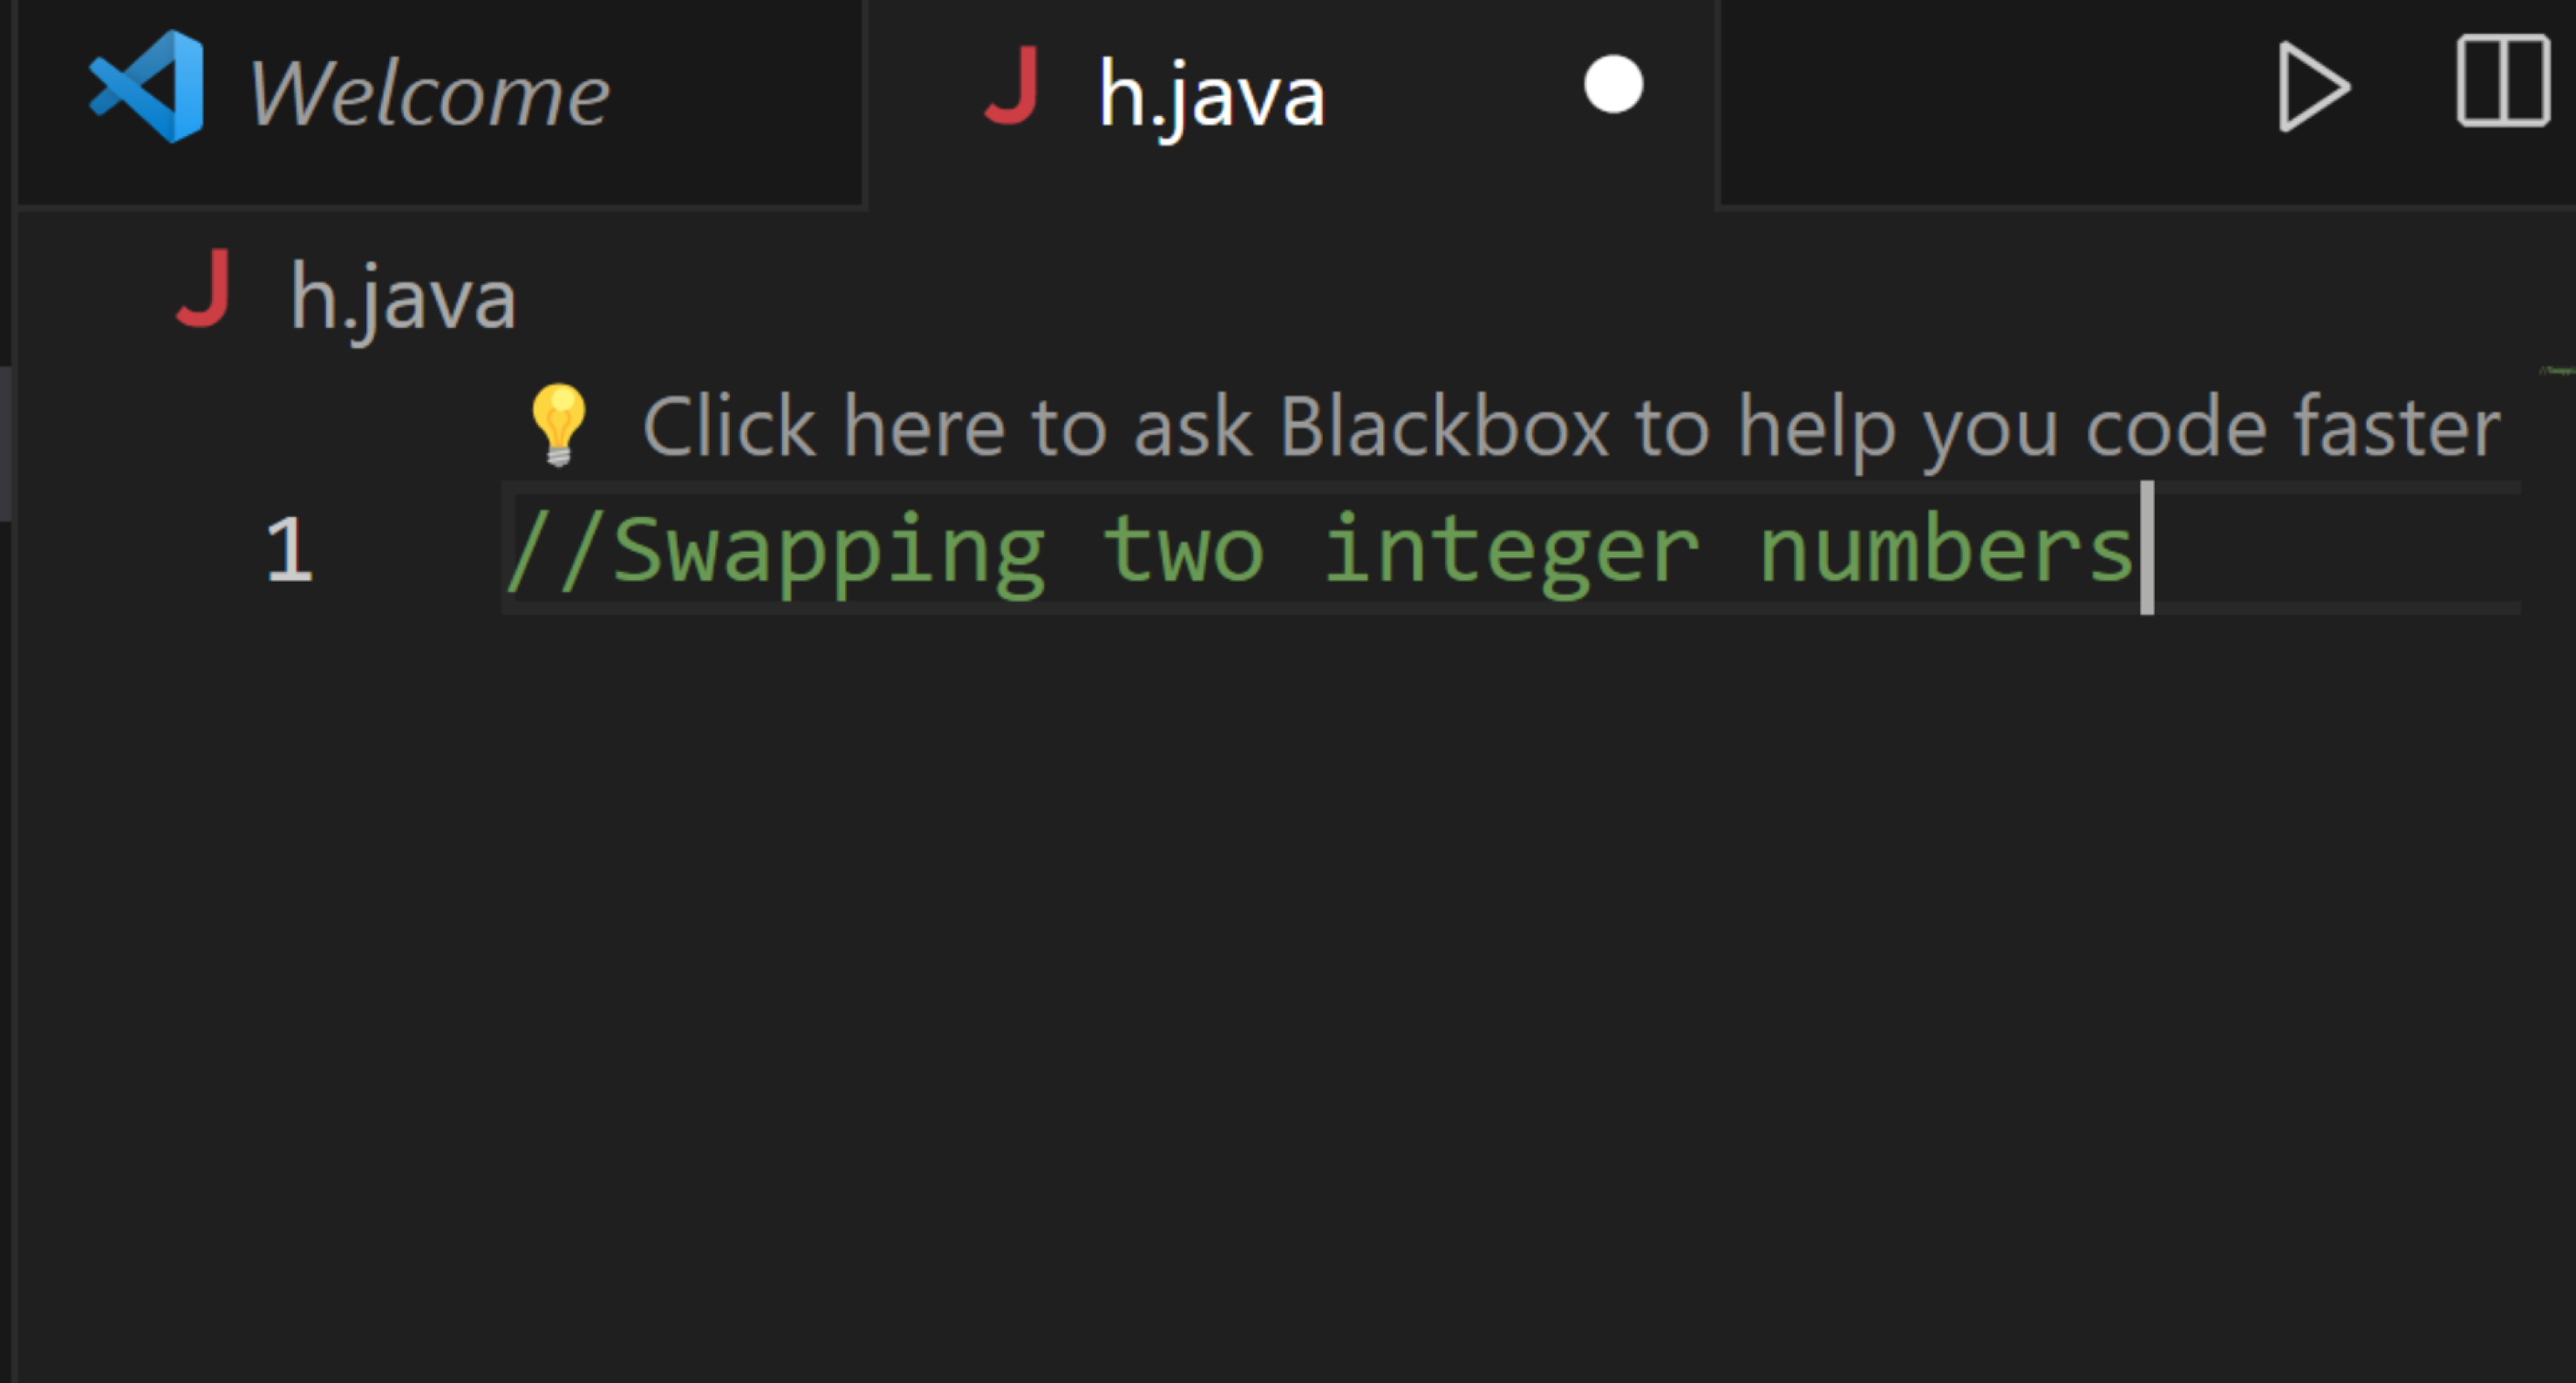 Welcome
h.java
h.java
Click here to ask Blackbox to help you code faster
1 //Swapping two integer numbers